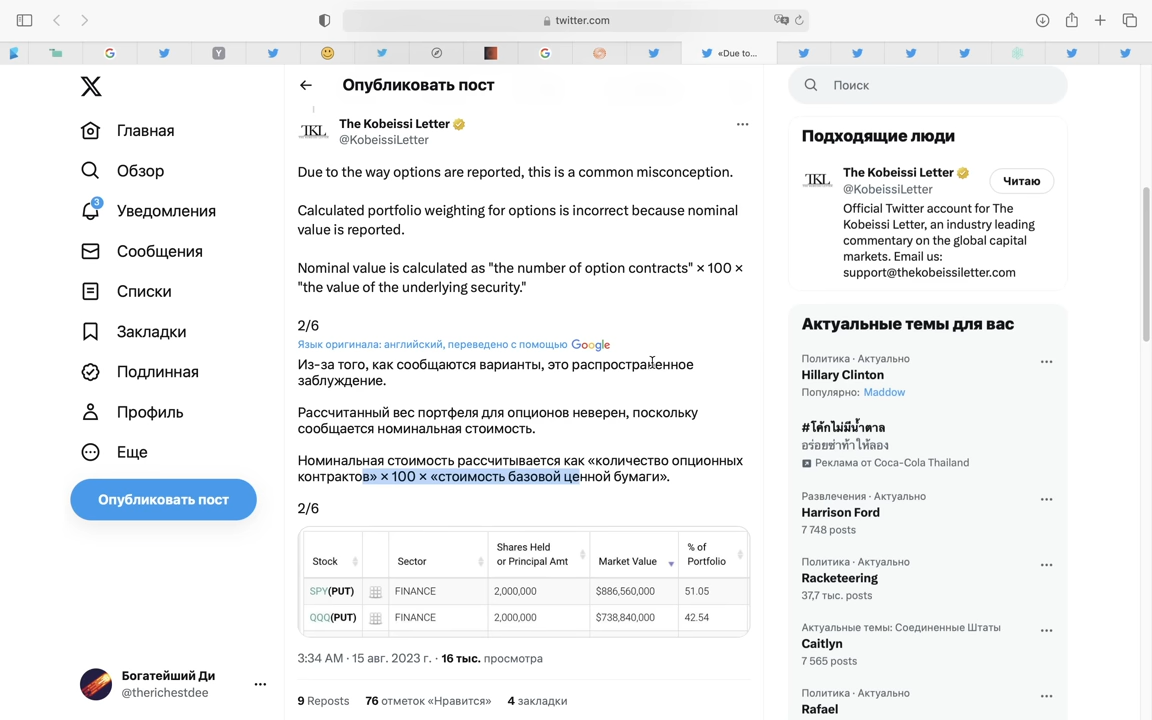 twitter.com
«Due to...
Главная
Обзор
3
Уведомления
Сообщения
Списки
Закладки
Подлинная
Профиль
Еще
Опубликовать пост
Богатейший Ди
@therichestdee
Опубликовать пост
The Kobeissi Letter
@KobeissiLetter
Due to the way options are reported, this is a common misconception.
Calculated portfolio weighting for options is incorrect because nominal
value is reported.
Nominal value is calculated as "the number of option contracts" × 100 ×
"the value of the underlying security."
2/6
Язык оригинала: английский, переведено с помощью Google
Из-за того, как сообщаются варианты, это распространенное
заблуждение.
Рассчитанный вес портфеля для опционов неверен, поскольку
сообщается номинальная стоимость.
Номинальная стоимость рассчитывается как «количество опционных
контрактов» × 100 × «стоимость базовой ценной бумаги».
2/6
Stock Sector Shares Held or Principal Amt Market Value % of Portfolio
SPY(PUT) FINANCE 2,000,000 $886,560,000 51.05
QQQ(PUT) FINANCE 2,000,000 $738,840,000 42.54
3:34 AM · 15 авг. 2023 г. · 16 тыс. просмотра
9 Reposts 76 отметок «Нравится» 4 закладки
Поиск
Подходящие люди
TKL
The Kobeissi Letter
@KobeissiLetter
Читаю
Official Twitter account for The
Kobeissi Letter, an industry leading
commentary on the global capital
markets. Email us:
support@thekobeissiletter.com
Актуальные темы для вас
Политика · Актуально
Hillary Clinton
Популярно: Maddow
#โค้กไม่มีน้ำตาล
อร่อยซ่าท้าให้ลอง
Реклама от Coca-Cola Thailand
Развлечения · Актуально
Harrison Ford
7 748 posts
Политика · Актуально
Racketeering
37,7 тыс. posts
Актуальные темы: Соединенные Штаты
Caitlyn
7 565 posts
Политика · Актуально
Rafael